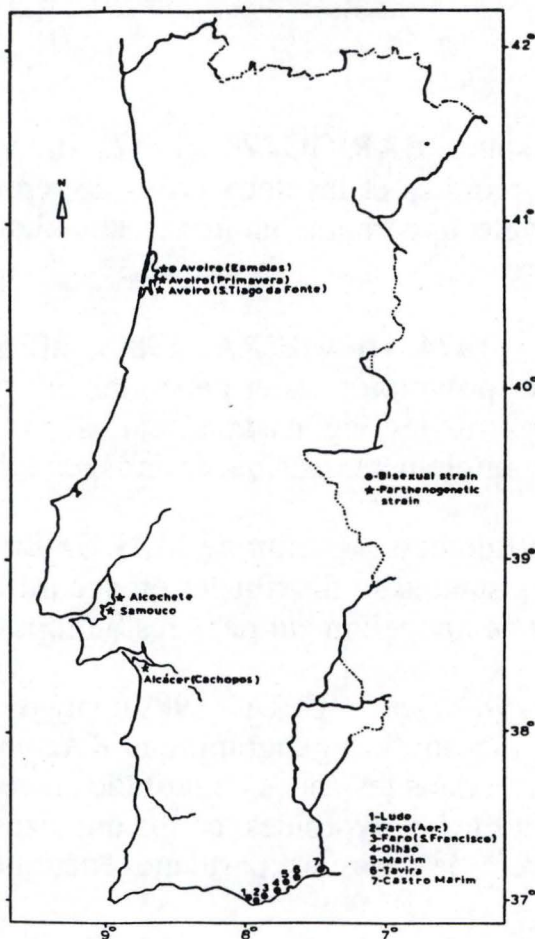 42°
N
41°
Aveiro (Esmolas)
Aveiro (Primavera)
Aveiro (S. Tiago da Fonte)
40°
●-Bisexual strain
★-Parthenogenetic
strain
39°
Alcochete
Samouco
Alcácer (Cachopos)
38°
1-Ludo
2-Faro (Aer.)
3-Faro (S. Francisco)
4-Olhão
5-Marim
6-Tavira
7-Castro Marim
1 2 3 4 5 6 7
37°
9° 8° 7°